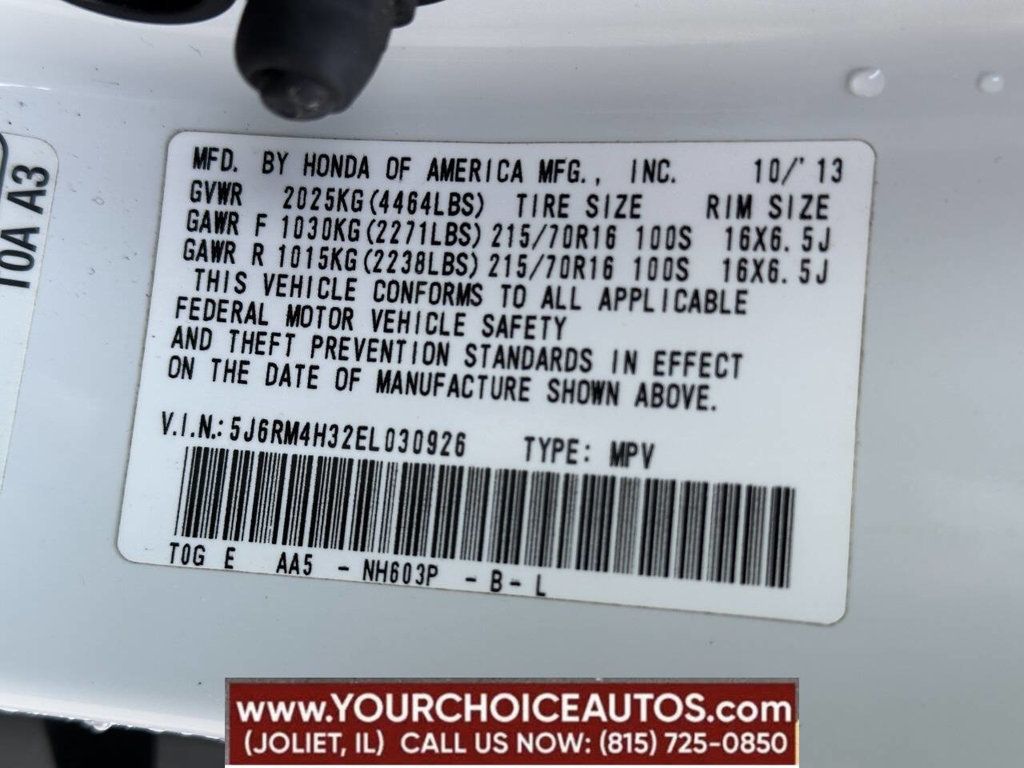 T0A A3
MFD. BY HONDA OF AMERICA MFG., INC. 10/'13
GVWR 2025KG(4464LBS) TIRE SIZE RIM SIZE
GAWR F 1030KG(2271LBS) 215/70R16 100S 16X6.5J
GAWR R 1015KG(2238LBS) 215/70R16 100S 16X6.5J
THIS VEHICLE CONFORMS TO ALL APPLICABLE
FEDERAL MOTOR VEHICLE SAFETY
AND THEFT PREVENTION STANDARDS IN EFFECT
ON THE DATE OF MANUFACTURE SHOWN ABOVE.
V.I.N.: 5J6RM4H32EL030926 TYPE: MPV
T0G E AA5 - NH603P - B - L
www.YOURCHOICEAUTOS.com
(JOLIET, IL) CALL US NOW: (815) 725-0850